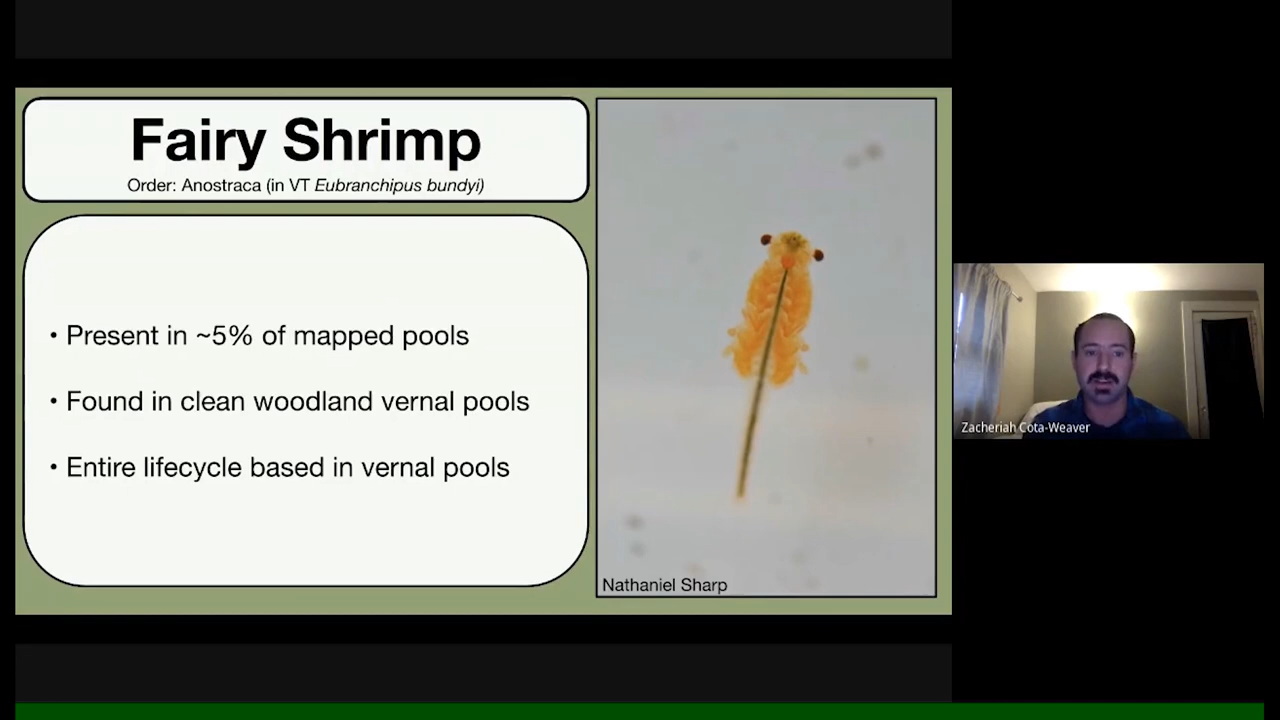 Fairy Shrimp
Order: Anostraca (in VT Eubranchipus bundyi)
• Present in ~5% of mapped pools
• Found in clean woodland vernal pools
• Entire lifecycle based in vernal pools
Nathaniel Sharp
Zacheriah Cota-Weaver